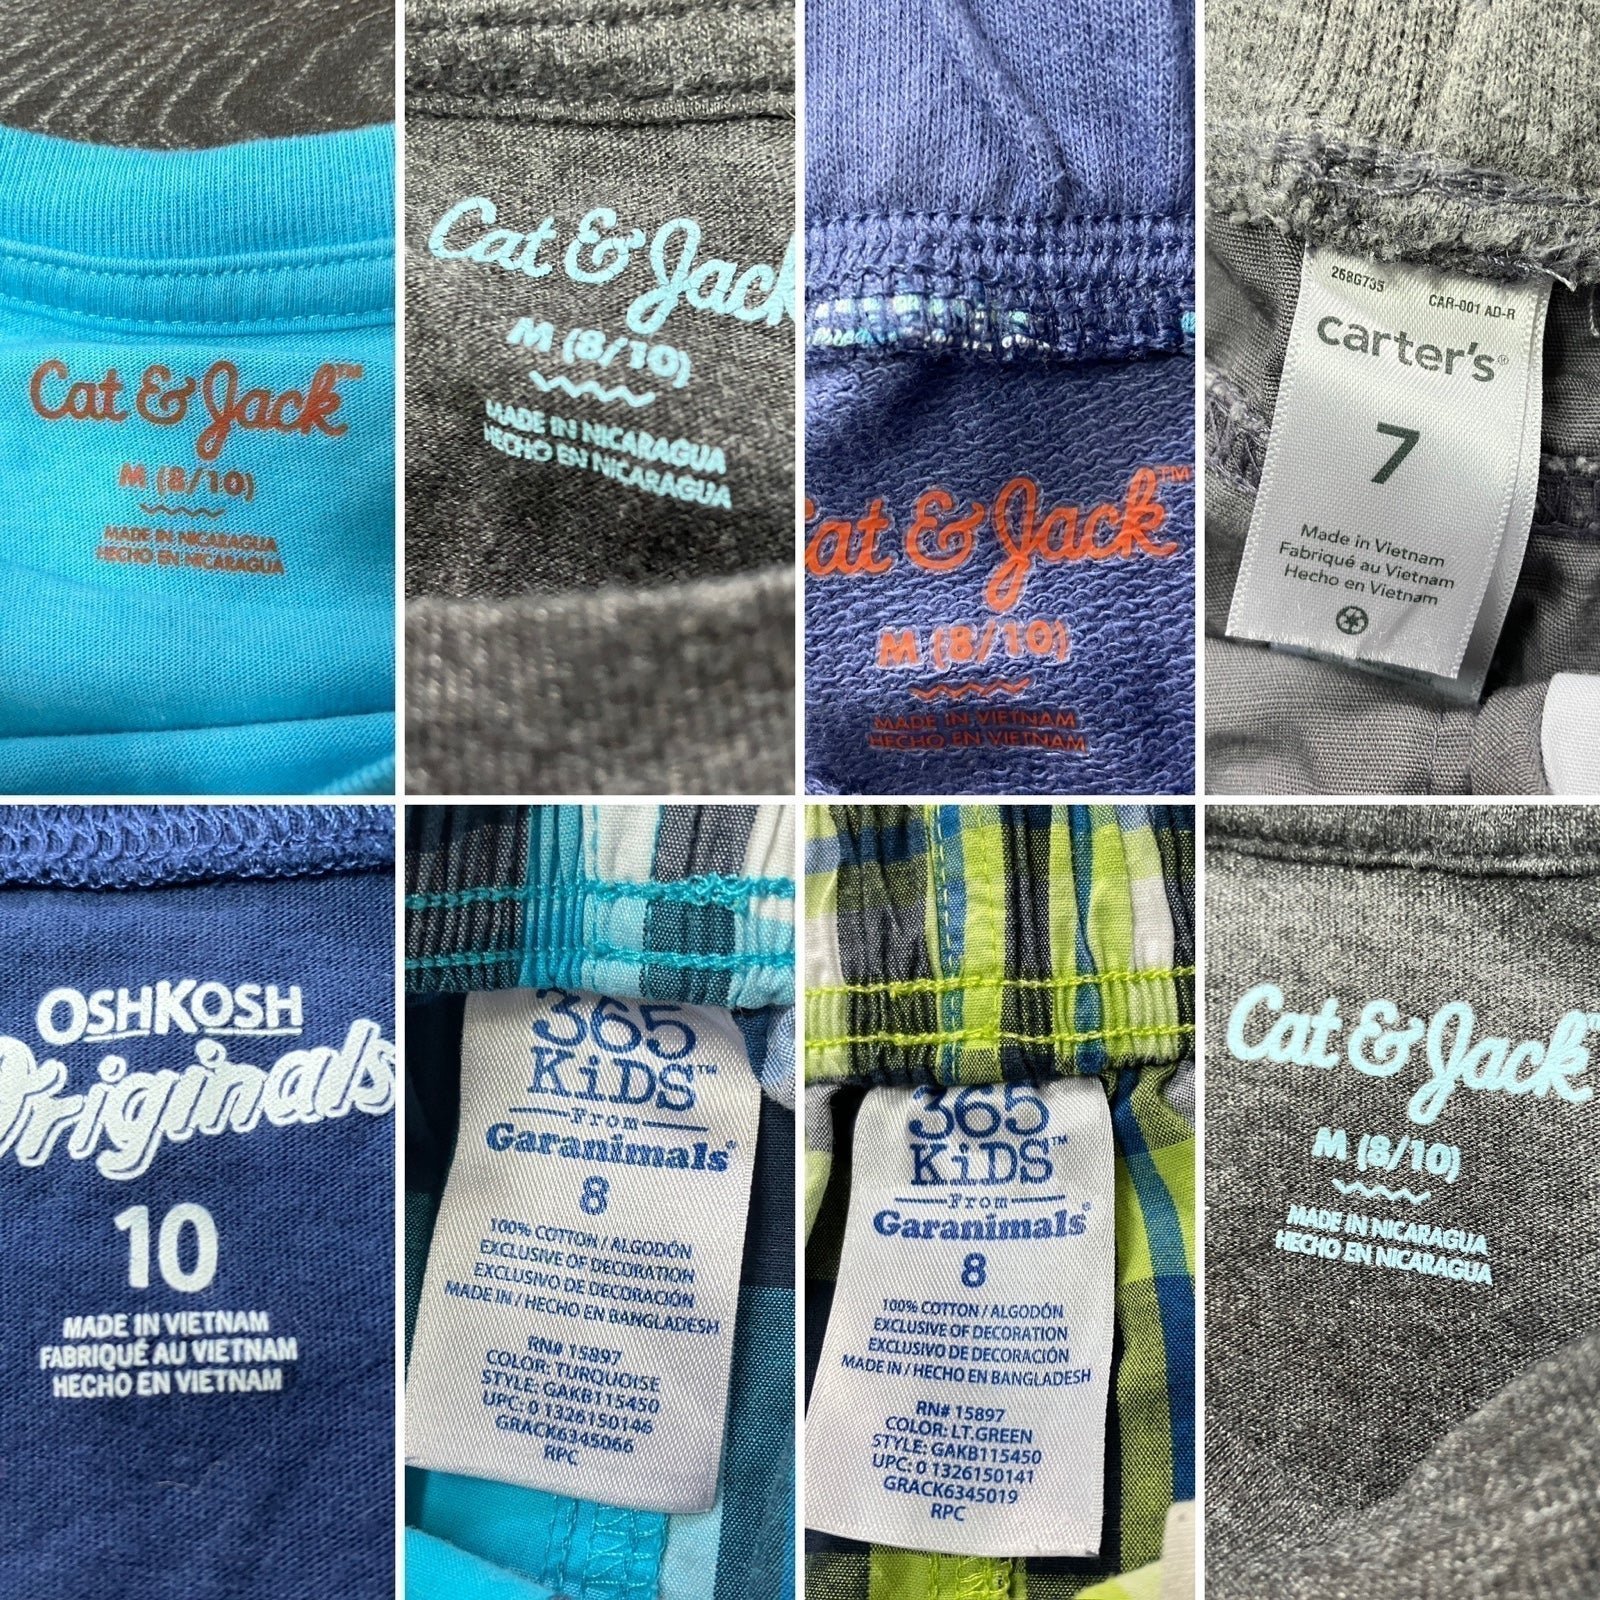 Cat & Jack™
M (8/10)
MADE IN NICARAGUA
HECHO EN NICARAGUA
Cat & Jack
M (8/10)
MADE IN NICARAGUA
HECHO EN NICARAGUA
Cat & Jack™
M (8/10)
MADE IN VIETNAM
HECHO EN VIETNAM
268G735 CAR-001 AD-R
carter's®
7
Made in Vietnam
Fabriqué au Vietnam
Hecho en Vietnam
OSHKOSH
Originals
10
MADE IN VIETNAM
FABRIQUÉ AU VIETNAM
HECHO EN VIETNAM
365
KiDS™
From
Garanimals®
8
100% COTTON / ALGODÓN
EXCLUSIVE OF DECORATION
EXCLUSIVO DE DECORACIÓN
MADE IN / HECHO EN BANGLADESH
RN# 15897
COLOR: TURQUOISE
STYLE: GAKB115450
UPC: 0 1326150146
GRACK6345066
RPC
365
KiDS™
From
Garanimals®
8
100% COTTON / ALGODÓN
EXCLUSIVE OF DECORATION
EXCLUSIVO DE DECORACIÓN
MADE IN / HECHO EN BANGLADESH
RN# 15897
COLOR: LT.GREEN
STYLE: GAKB115450
UPC: 0 1326150141
GRACK6345019
RPC
Cat & Jack™
M (8/10)
MADE IN NICARAGUA
HECHO EN NICARAGUA